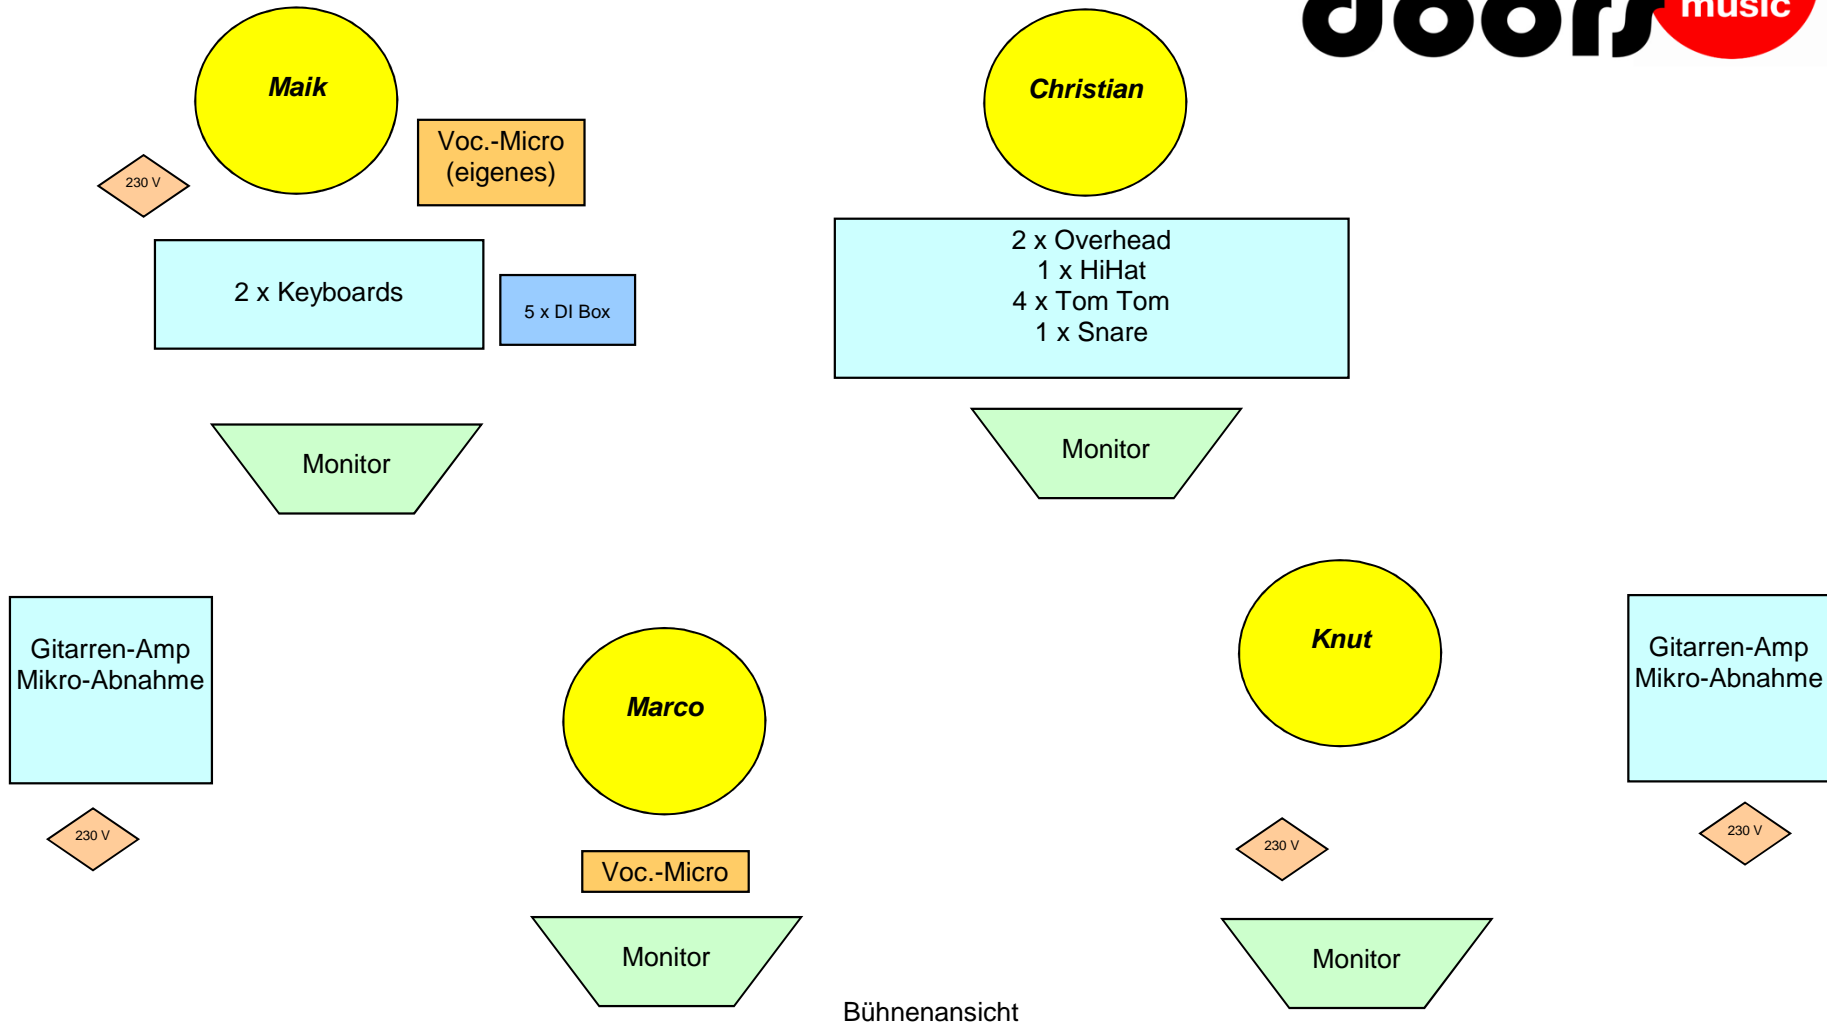 doors
music
Maik
Christian
Voc.-Micro
(eigenes)
230 V
2 x Keyboards
5 x DI Box
2 x Overhead
1 x HiHat
4 x Tom Tom
1 x Snare
Monitor
Monitor
Gitarren-Amp
Mikro-Abnahme
Marco
Knut
Gitarren-Amp
Mikro-Abnahme
230 V
230 V
230 V
Voc.-Micro
Monitor
Monitor
Bühnenansicht